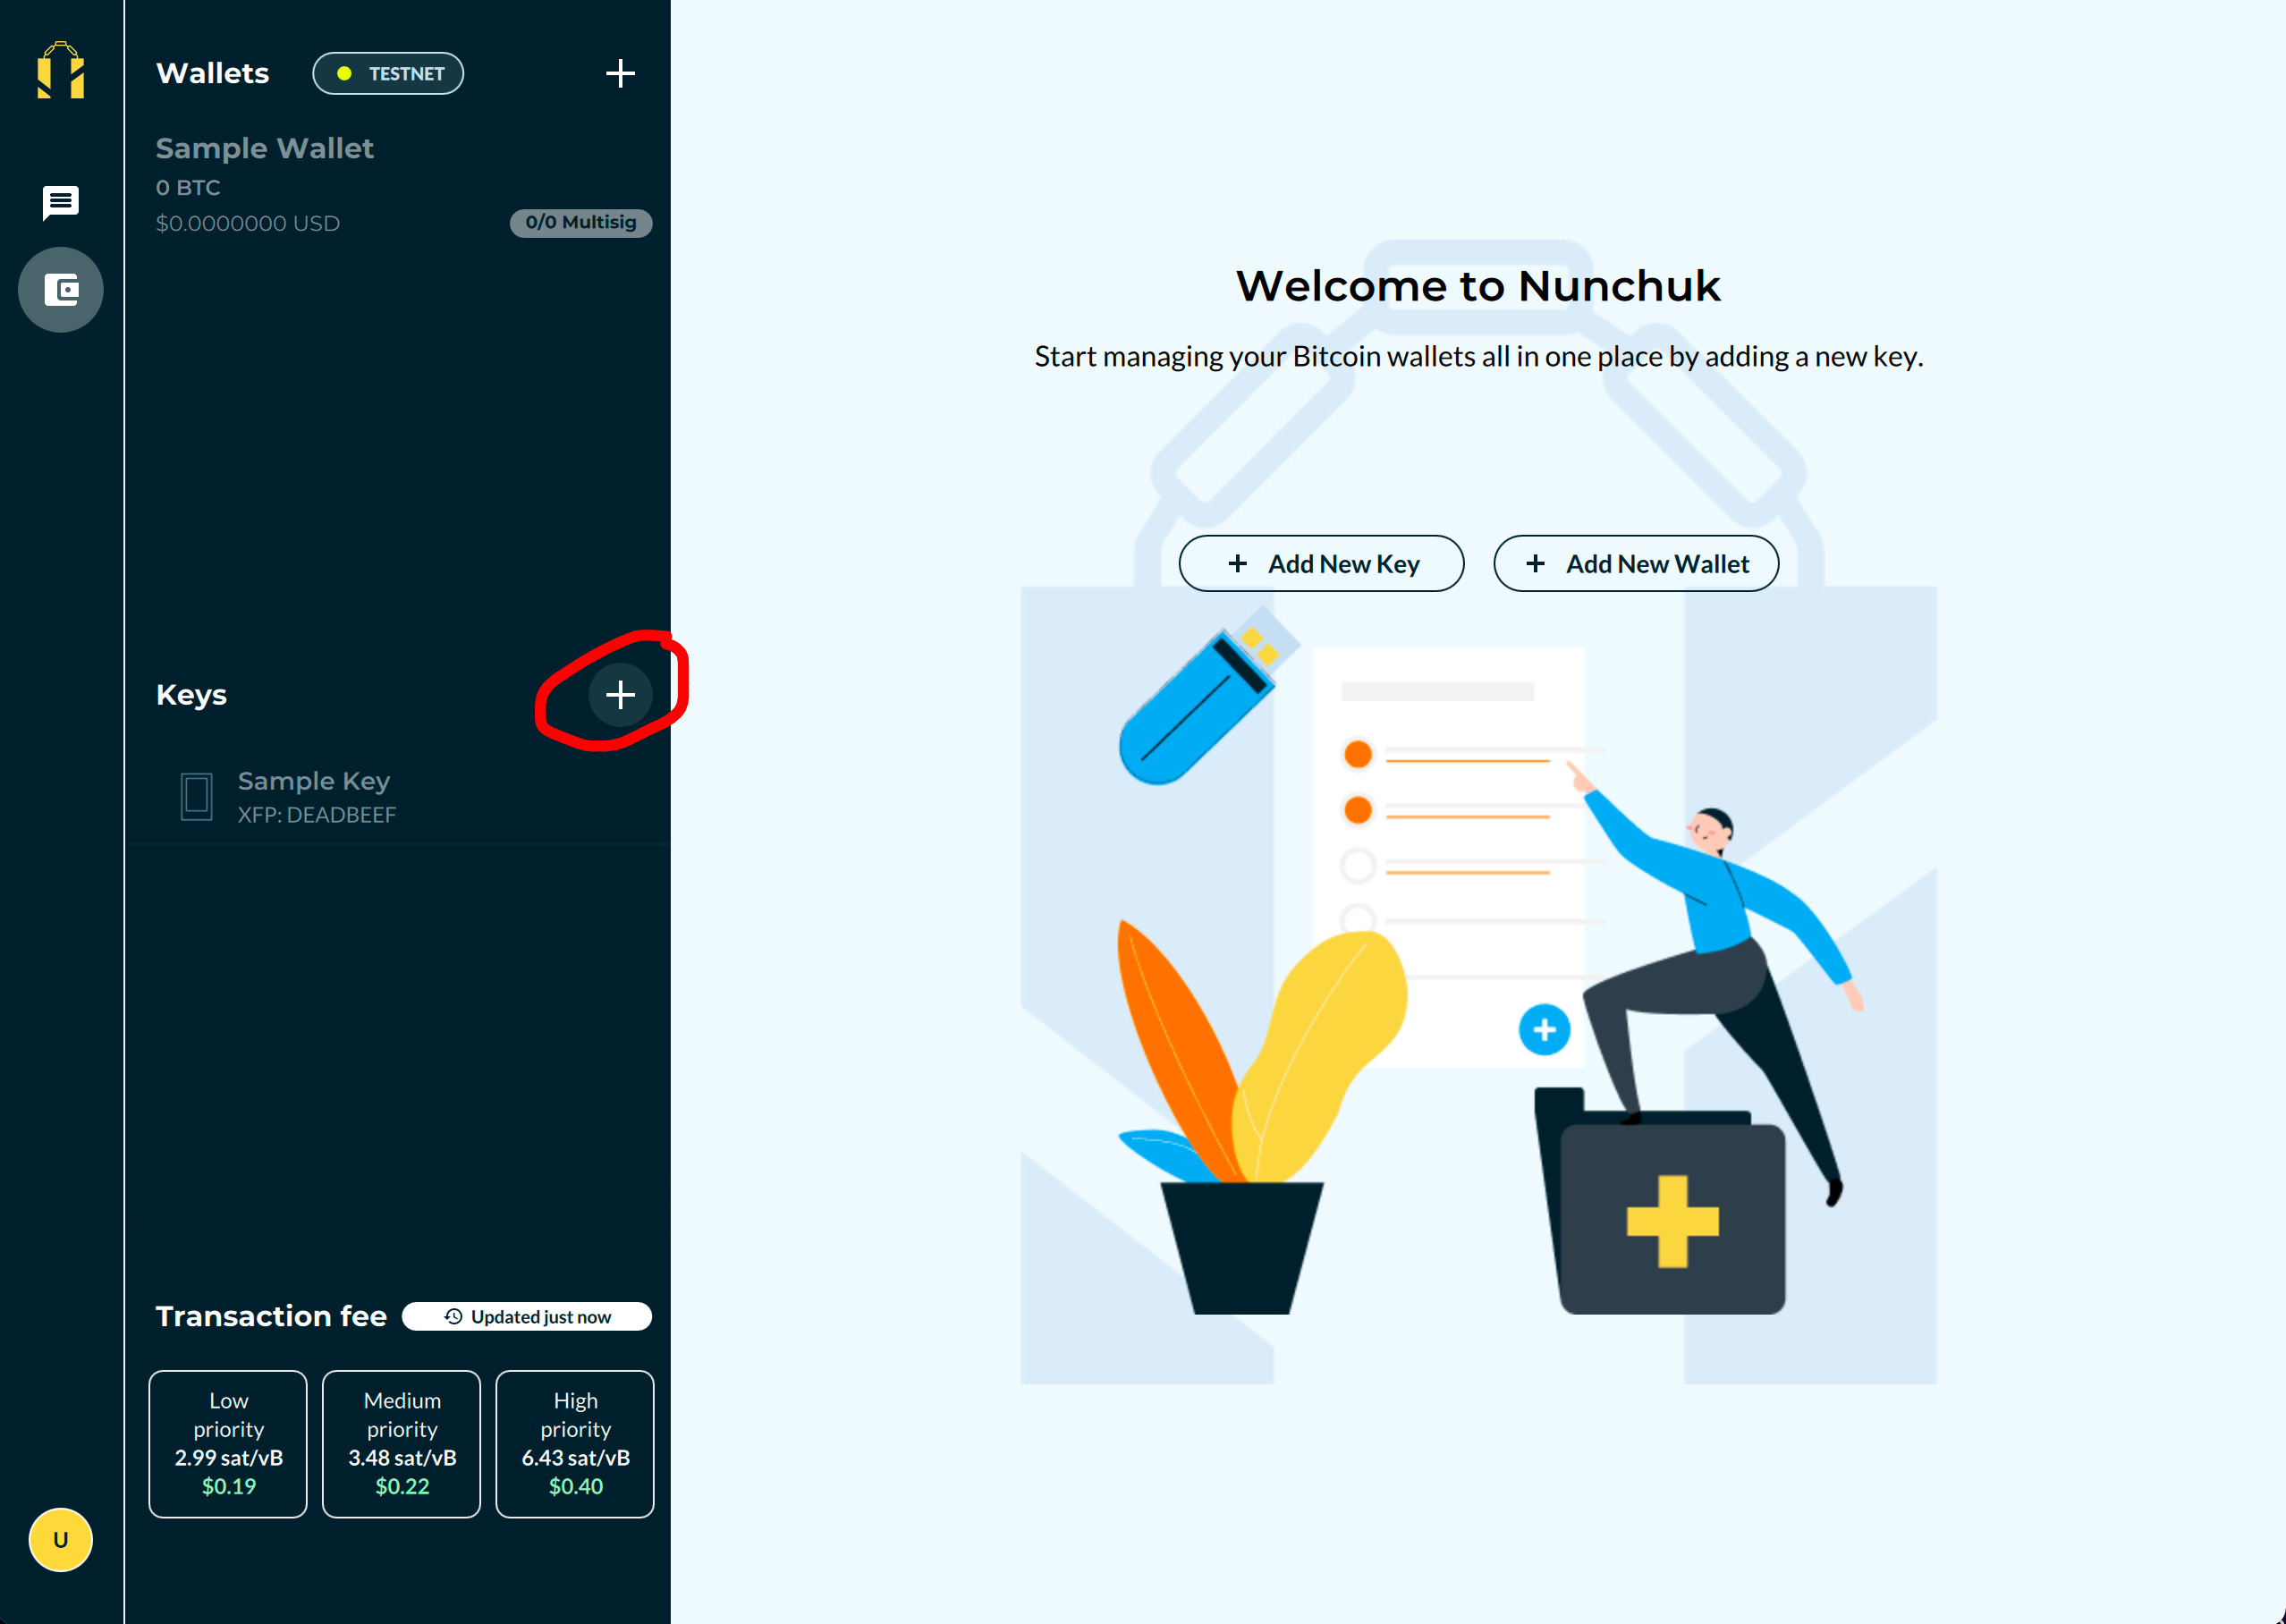 Wallets
TESTNET
Sample Wallet
0 BTC
$0.0000000 USD
0/0 Multisig
Keys
Sample Key
XFP: DEADBEEF
Transaction fee
Updated just now
Low
priority
2.99 sat/vB
$0.19
Medium
priority
3.48 sat/vB
$0.22
High
priority
6.43 sat/vB
$0.40
U
Welcome to Nunchuk
Start managing your Bitcoin wallets all in one place by adding a new key.
Add New Key
Add New Wallet